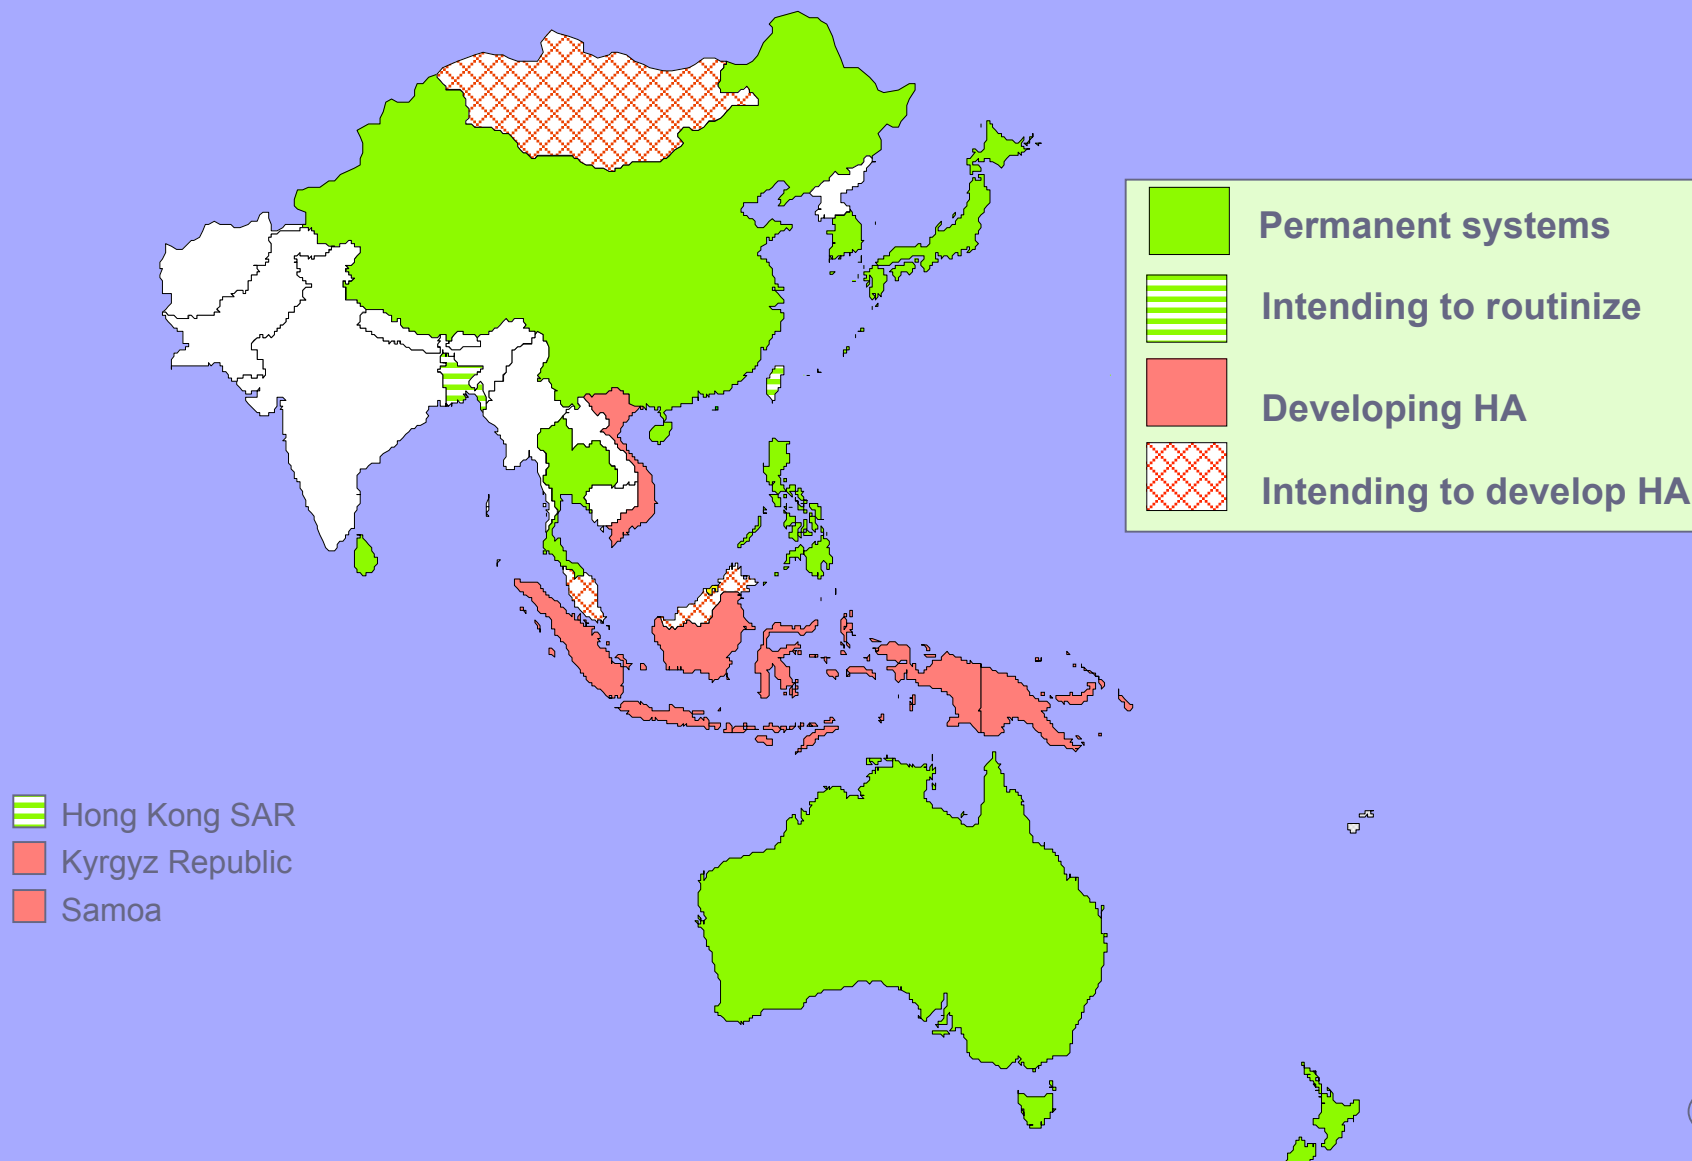 Permanent systems
Intending to routinize
Developing HA
Intending to develop HA
Hong Kong SAR
Kyrgyz Republic
Samoa